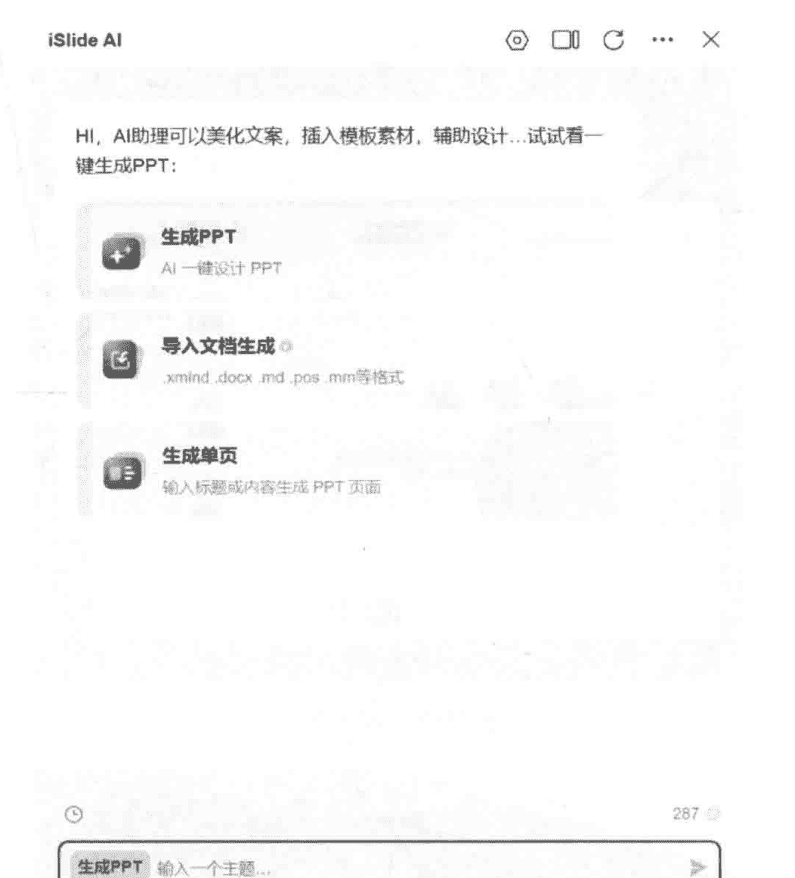 iSlide AI
HI，AI助理可以美化文案，插入模板素材，辅助设计...试试看一
键生成PPT：
生成PPT
AI 一键设计 PPT
导入文档生成
.xmind .docx .md .pos .mm等格式
生成单页
输入标题或内容生成 PPT 页面
287
生成PPT 输入一个主题...